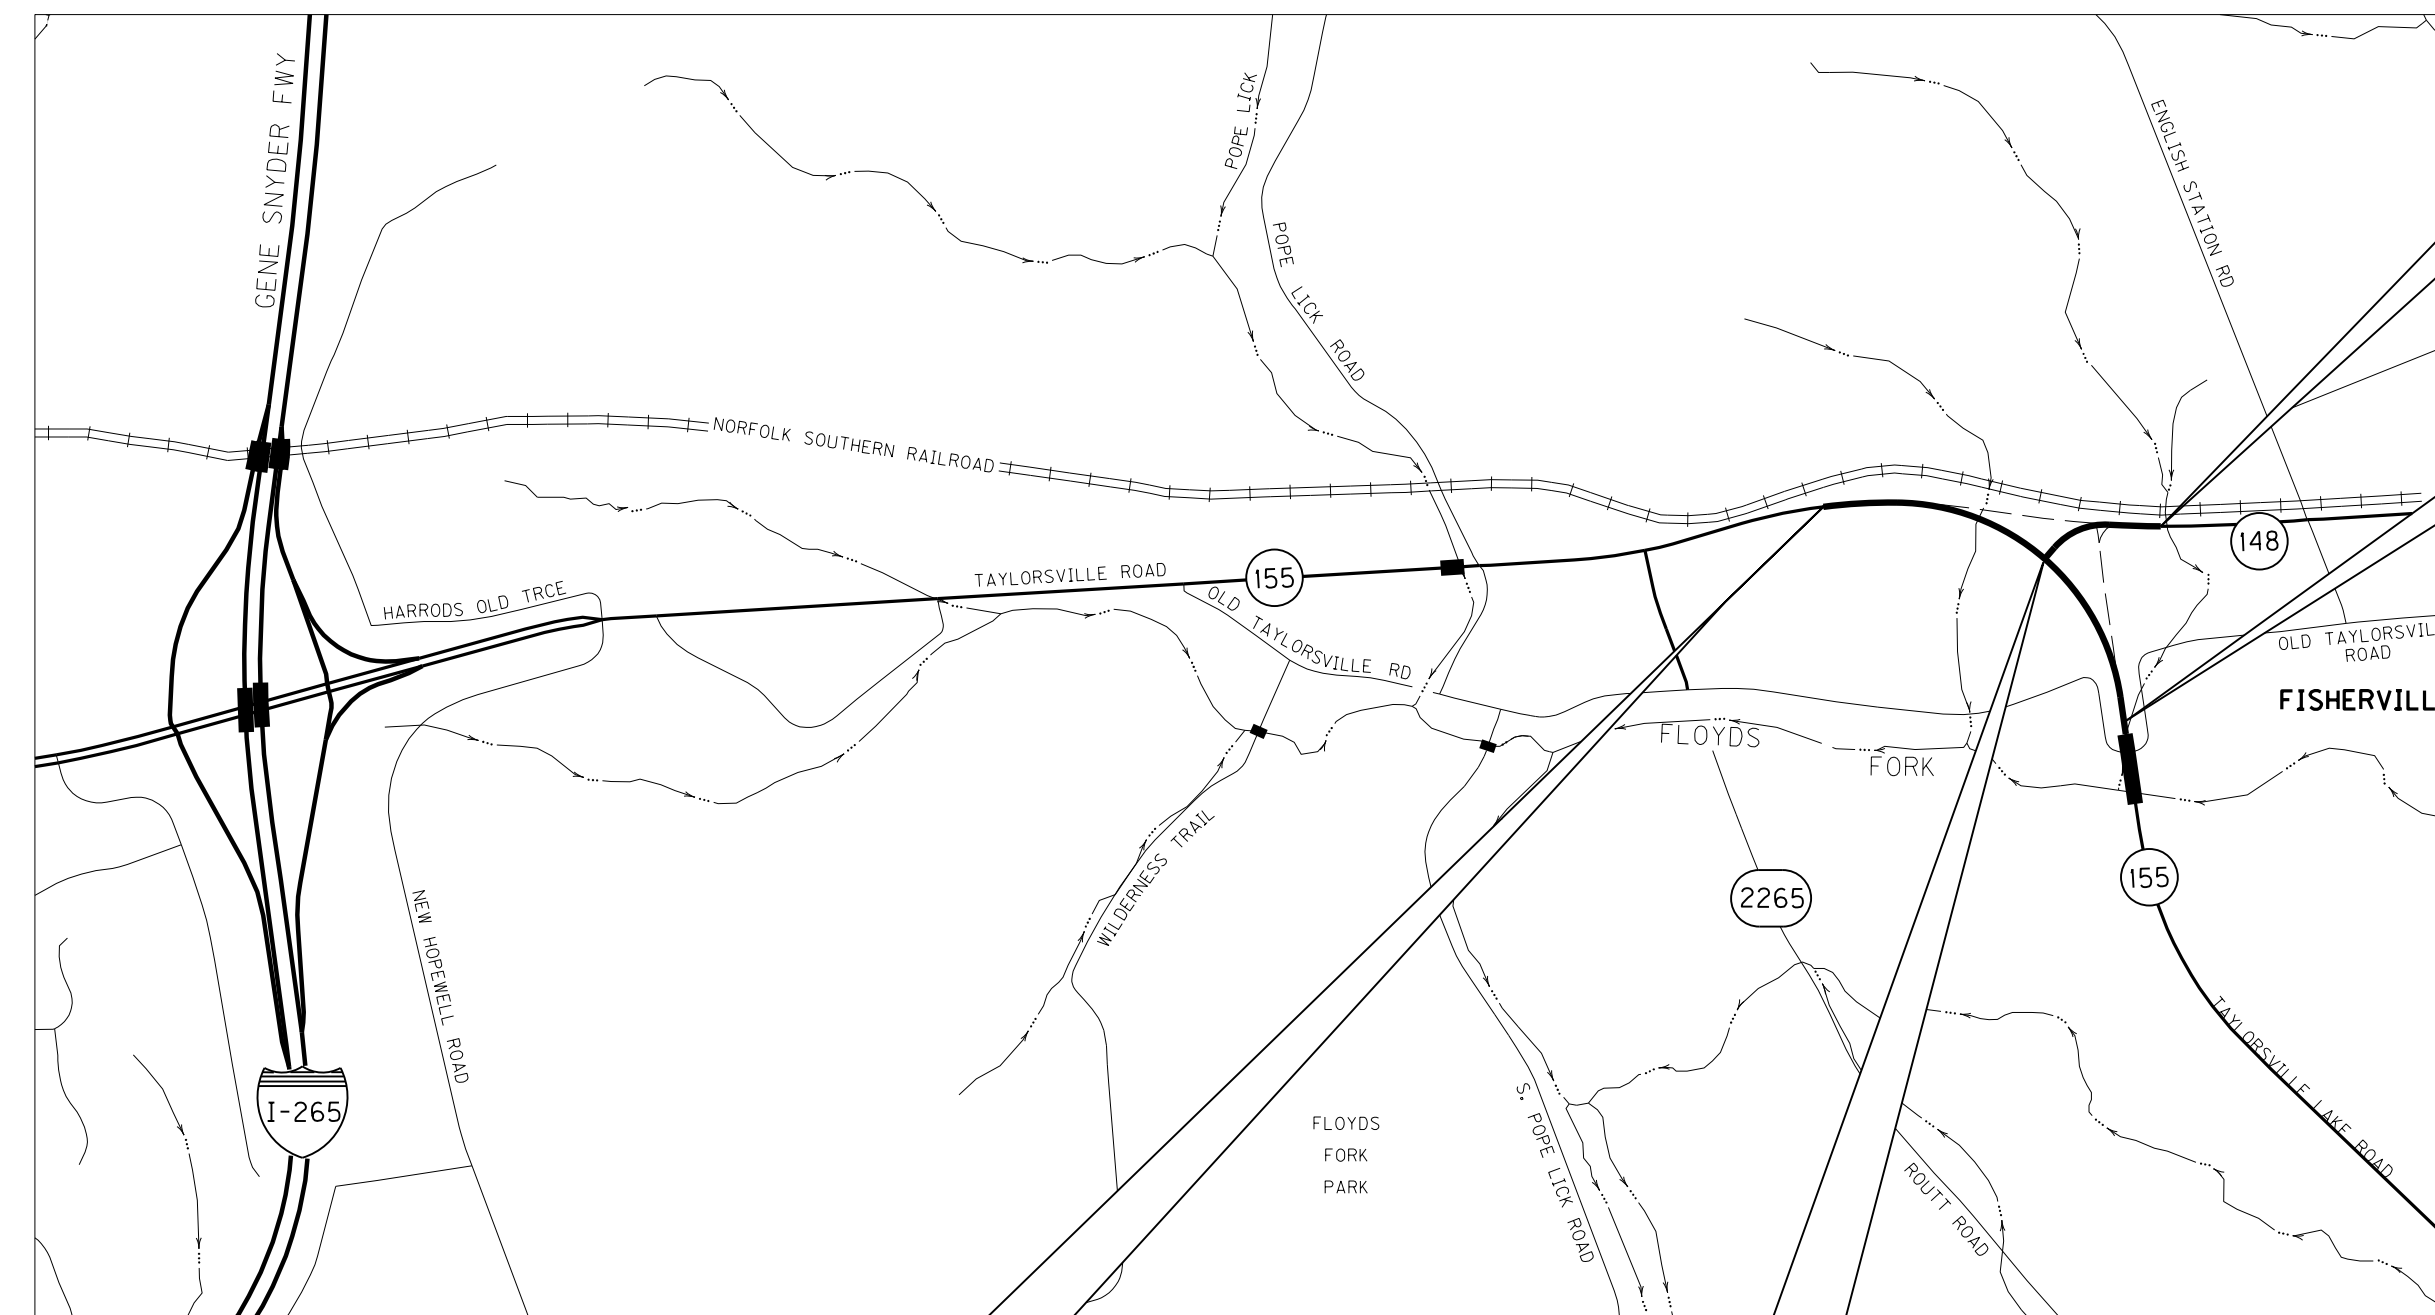 GENE SNYDER FWY
POPE LICK
POPE LICK ROAD
ENGLISH STATION RD
NORFOLK SOUTHERN RAILROAD
HARRODS OLD TRCE
TAYLORSVILLE ROAD
155
148
OLD TAYLORSVILLE RD
OLD TAYLORSVIL
ROAD
FISHERVILL
FLOYDS
FORK
WILDERNESS TRAIL
2265
155
NEW HOPEWELL ROAD
TAYLORSVILLE LAKE ROAD
I-265
FLOYDS
FORK
PARK
S. POPE LICK ROAD
ROUTT ROAD